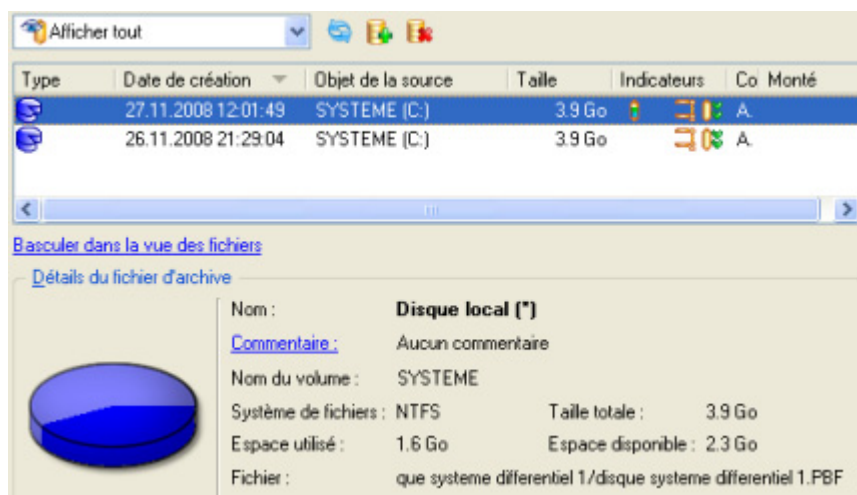 Afficher tout
Type Date de création Objet de la source Taille Indicateurs Co Monté
27.11.2008 12:01:49 SYSTEME (C:) 3.9 Go A.
26.11.2008 21:29:04 SYSTEME (C:) 3.9 Go A.
Basculer dans la vue des fichiers
Détails du fichier d'archive
Nom : Disque local (*)
Commentaire : Aucun commentaire
Nom du volume : SYSTEME
Système de fichiers : NTFS Taille totale : 3.9 Go
Espace utilisé : 1.6 Go Espace disponible : 2.3 Go
Fichier : que systeme differentiel 1/disque systeme differentiel 1.PBF